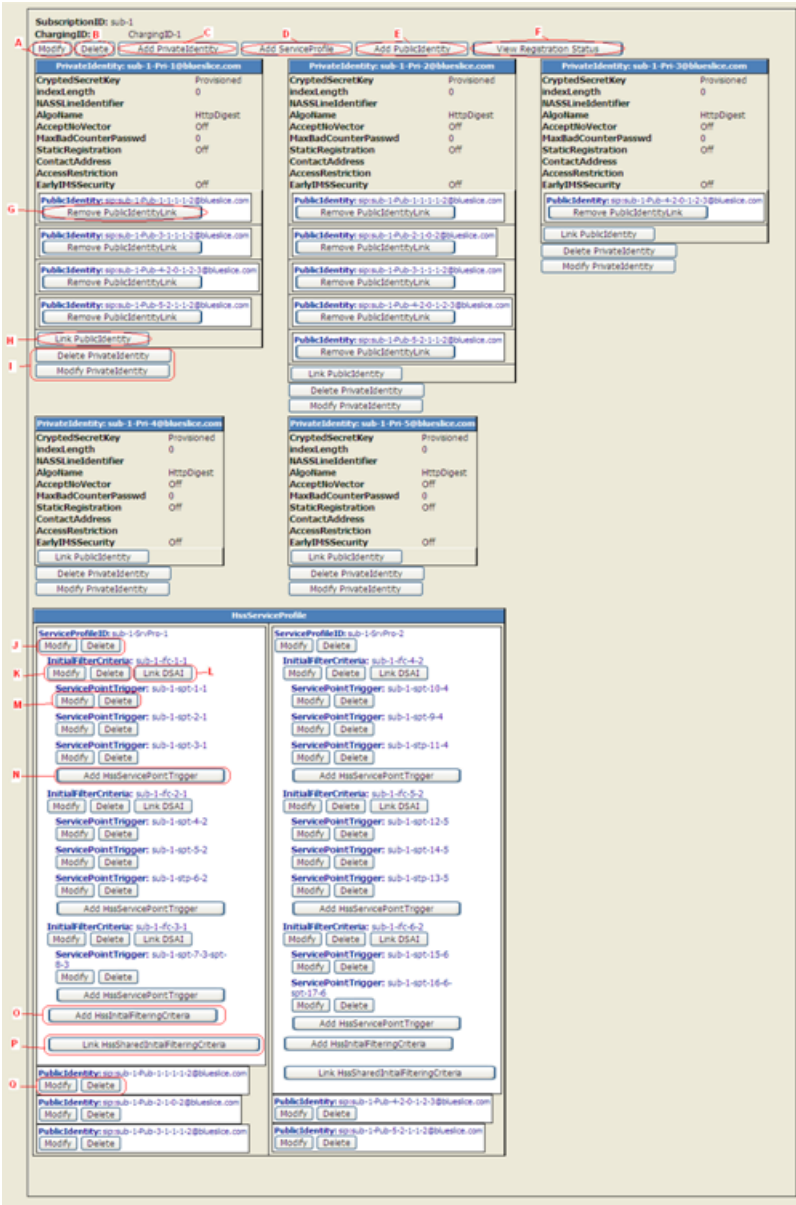 SubscriptionID: sub-1
ChargingID: ChargingID-1
A B C D E F
Modify Delete Add PrivateIdentity Add ServiceProfile Add PublicIdentity View Registration Status
PrivateIdentity: sub-1-Pri-1@blueslice.com
CryptedSecretKey Provisioned
indexLength 0
NASSLineIdentifier
AlgoName HttpDigest
AcceptNoVector Off
MaxBadCounterPasswd 0
StaticRegistration Off
ContactAddress
AccessRestriction
EarlyIMSSecurity Off
PublicIdentity: sip:sub-1-Pub-1-1-1-2@blueslice.com
G Remove PublicIdentityLink
PublicIdentity: sip:sub-1-Pub-3-1-1-2@blueslice.com
Remove PublicIdentityLink
PublicIdentity: sip:sub-1-Pub-4-2-0-1-2-3@blueslice.com
Remove PublicIdentityLink
PublicIdentity: sip:sub-1-Pub-5-2-1-1-2@blueslice.com
Remove PublicIdentityLink
H Link PublicIdentity
Delete PrivateIdentity
I
Modify PrivateIdentity
PrivateIdentity: sub-1-Pri-2@blueslice.com
CryptedSecretKey Provisioned
indexLength 0
NASSLineIdentifier
AlgoName HttpDigest
AcceptNoVector Off
MaxBadCounterPasswd 0
StaticRegistration Off
ContactAddress
AccessRestriction
EarlyIMSSecurity Off
PublicIdentity: sip:sub-1-Pub-1-1-1-1-2@blueslice.com
Remove PublicIdentityLink
PublicIdentity: sip:sub-1-Pub-2-1-0-2@blueslice.com
Remove PublicIdentityLink
PublicIdentity: sip:sub-1-Pub-3-1-1-1-2@blueslice.com
Remove PublicIdentityLink
PublicIdentity: sip:sub-1-Pub-4-2-0-1-2-3@blueslice.com
Remove PublicIdentityLink
PublicIdentity: sip:sub-1-Pub-5-2-1-1-2@blueslice.com
Remove PublicIdentityLink
Link PublicIdentity
Delete PrivateIdentity
Modify PrivateIdentity
PrivateIdentity: sub-1-Pri-3@blueslice.com
CryptedSecretKey Provisioned
indexLength 0
NASSLineIdentifier
AlgoName HttpDigest
AcceptNoVector Off
MaxBadCounterPasswd 0
StaticRegistration Off
ContactAddress
AccessRestriction
EarlyIMSSecurity Off
PublicIdentity: sip:sub-1-Pub-4-2-0-1-2-3@blueslice.com
Remove PublicIdentityLink
Link PublicIdentity
Delete PrivateIdentity
Modify PrivateIdentity
PrivateIdentity: sub-1-Pri-4@blueslice.com
CryptedSecretKey Provisioned
indexLength 0
NASSLineIdentifier
AlgoName HttpDigest
AcceptNoVector Off
MaxBadCounterPasswd 0
StaticRegistration Off
ContactAddress
AccessRestriction
EarlyIMSSecurity Off
Link PublicIdentity
Delete PrivateIdentity
Modify PrivateIdentity
PrivateIdentity: sub-1-Pri-5@blueslice.com
CryptedSecretKey Provisioned
indexLength 0
NASSLineIdentifier
AlgoName HttpDigest
AcceptNoVector Off
MaxBadCounterPasswd 0
StaticRegistration Off
ContactAddress
AccessRestriction
EarlyIMSSecurity Off
Link PublicIdentity
Delete PrivateIdentity
Modify PrivateIdentity
HssServiceProfile
ServiceProfileID: sub-1-SrvPro-1
J Modify Delete
InitialFilterCriteria: sub-1-ifc-1-1
K Modify Delete Link DSAI L
ServicePointTrigger: sub-1-spt-1-1
M Modify Delete
ServicePointTrigger: sub-1-spt-2-1
Modify Delete
ServicePointTrigger: sub-1-spt-3-1
Modify Delete
N Add HssServicePointTrigger
InitialFilterCriteria: sub-1-ifc-2-1
Modify Delete Link DSAI
ServicePointTrigger: sub-1-spt-4-2
Modify Delete
ServicePointTrigger: sub-1-spt-5-2
Modify Delete
ServicePointTrigger: sub-1-stp-6-2
Modify Delete
Add HssServicePointTrigger
InitialFilterCriteria: sub-1-ifc-3-1
Modify Delete Link DSAI
ServicePointTrigger: sub-1-spt-7-3-spt-
8-3
Modify Delete
Add HssServicePointTrigger
O Add HssInitialFilteringCriteria
P Link HssSharedInitialFilteringCriteria
PublicIdentity: sip:sub-1-Pub-1-1-1-1-2@blueslice.com
Q Modify Delete
PublicIdentity: sip:sub-1-Pub-2-1-0-2@blueslice.com
Modify Delete
PublicIdentity: sip:sub-1-Pub-3-1-1-1-2@blueslice.com
Modify Delete
ServiceProfileID: sub-1-SrvPro-2
Modify Delete
InitialFilterCriteria: sub-1-ifc-4-2
Modify Delete Link DSAI
ServicePointTrigger: sub-1-spt-10-4
Modify Delete
ServicePointTrigger: sub-1-spt-9-4
Modify Delete
ServicePointTrigger: sub-1-stp-11-4
Modify Delete
Add HssServicePointTrigger
InitialFilterCriteria: sub-1-ifc-5-2
Modify Delete Link DSAI
ServicePointTrigger: sub-1-spt-12-5
Modify Delete
ServicePointTrigger: sub-1-spt-14-5
Modify Delete
ServicePointTrigger: sub-1-stp-13-5
Modify Delete
Add HssServicePointTrigger
InitialFilterCriteria: sub-1-ifc-6-2
Modify Delete Link DSAI
ServicePointTrigger: sub-1-spt-15-6
Modify Delete
ServicePointTrigger: sub-1-spt-16-6-
spt-17-6
Modify Delete
Add HssServicePointTrigger
Add HssInitialFilteringCriteria
Link HssSharedInitialFilteringCriteria
PublicIdentity: sip:sub-1-Pub-4-2-0-1-2-3@blueslice.com
Modify Delete
PublicIdentity: sip:sub-1-Pub-5-2-1-1-2@blueslice.com
Modify Delete